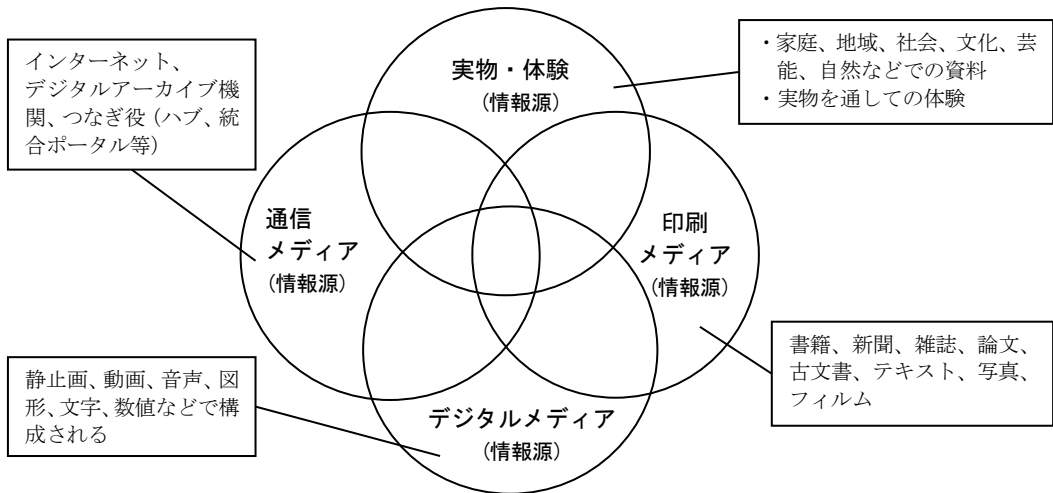 インターネット、
デジタルアーカイブ機
関、つなぎ役（ハブ、統
合ポータル等）
実物・体験
（情報源）
・家庭、地域、社会、文化、芸
能、自然などでの資料
・実物を通しての体験
通信
メディア
（情報源）
印刷
メディア
（情報源）
静止画、動画、音声、図
形、文字、数値などで構
成される
デジタルメディア
（情報源）
書籍、新聞、雑誌、論文、
古文書、テキスト、写真、
フィルム